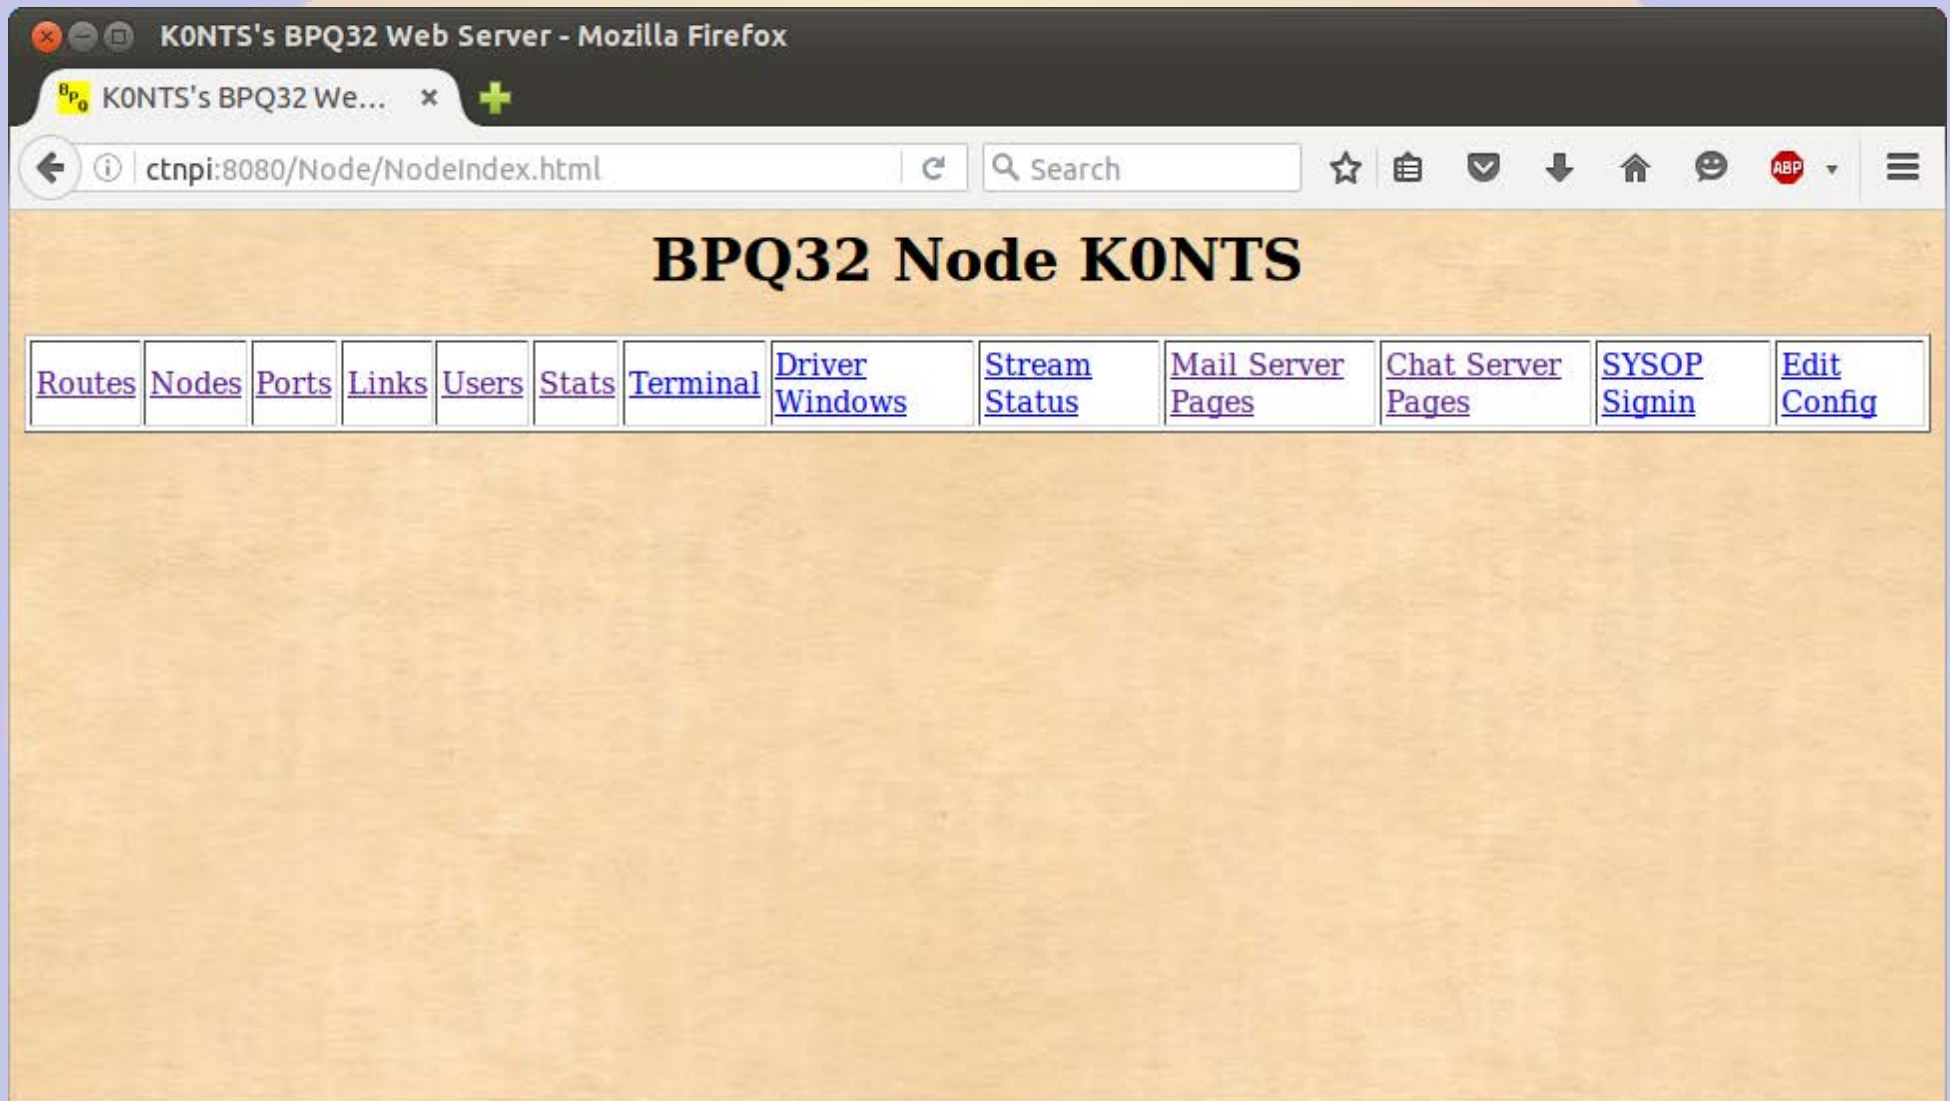 K0NTS's BPQ32 Web Server - Mozilla Firefox
BPQ K0NTS's BPQ32 We...
ctnpi:8080/Node/NodeIndex.html Search ABP
BPQ32 Node K0NTS
Routes Nodes Ports Links Users Stats Terminal Driver Windows Stream Status Mail Server Pages Chat Server Pages SYSOP Signin Edit Config